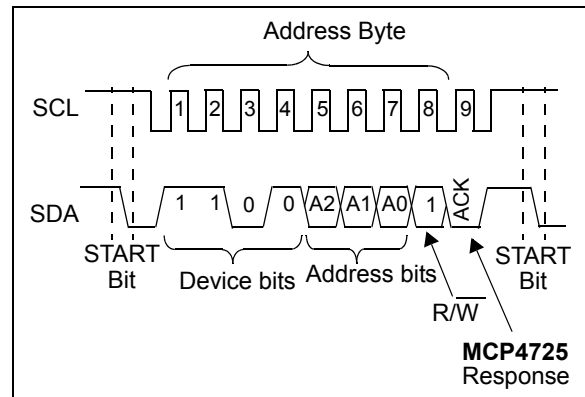 Address Byte
SCL 1 2 3 4 5 6 7 8 9
SDA 1 1 0 0 A2 A1 A0 1 ACK
START Bit
Device bits
Address bits
START Bit
R/W̅
MCP4725
Response